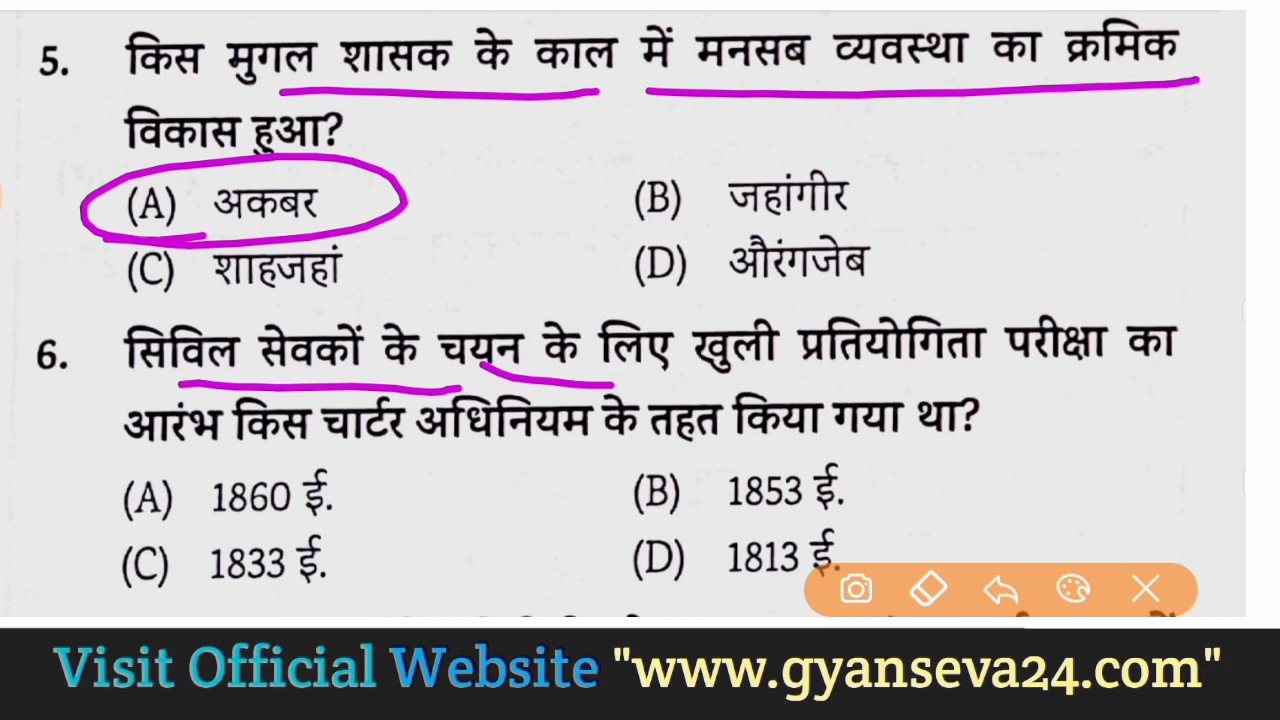 5. किस मुगल शासक के काल में मनसब व्यवस्था का क्रमिक
विकास हुआ?
(A) अकबर (B) जहांगीर
(C) शाहजहां (D) औरंगजेब
6. सिविल सेवकों के चयन के लिए खुली प्रतियोगिता परीक्षा का
आरंभ किस चार्टर अधिनियम के तहत किया गया था?
(A) 1860 ई. (B) 1853 ई.
(C) 1833 ई. (D) 1813 ई.
Visit Official Website "www.gyanseva24.com"